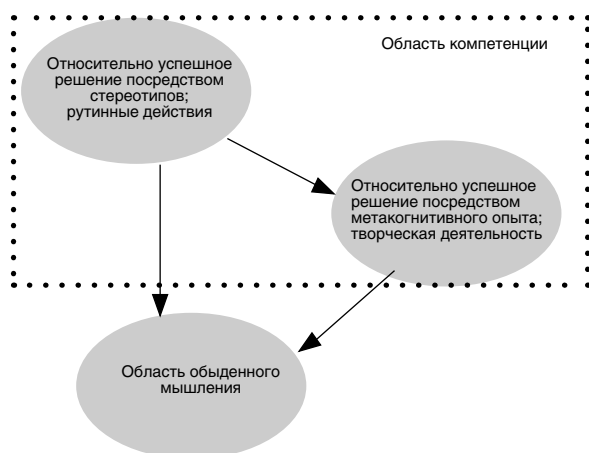 Область компетенции
Относительно успешное
решение посредством
стереотипов;
рутинные действия
Относительно успешное
решение посредством
метакогнитивного опыта;
творческая деятельность
Область обыденного
мышления